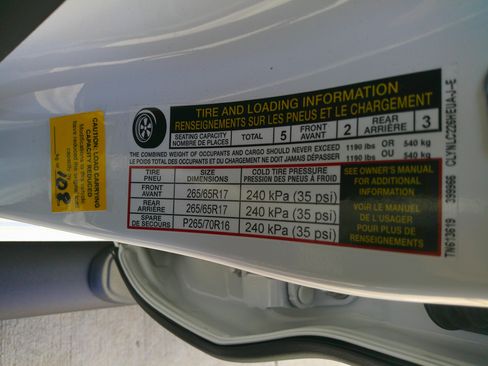 TIRE AND LOADING INFORMATION
RENSEIGNEMENTS SUR LES PNEUS ET LE CHARGEMENT
SEATING CAPACITY
NOMBRE DE PLACES
TOTAL 5
FRONT
AVANT
2
REAR
ARRIÈRE
3
THE COMBINED WEIGHT OF OCCUPANTS AND CARGO SHOULD NEVER EXCEED 1190 lbs OR 540 kg
LE POIDS TOTAL DES OCCUPANTS ET DU CHARGEMENT NE DOIT JAMAIS DÉPASSER 1190 lbs OU 540 kg
TIRE
PNEU
SIZE
DIMENSIONS
COLD TIRE PRESSURE
PRESSION DES PNEUS À FROID
FRONT
AVANT
265/65R17
240 kPa (35 psi)
REAR
ARRIÈRE
265/65R17
240 kPa (35 psi)
SPARE
DE SECOURS
P265/70R16
240 kPa (35 psi)
SEE OWNER'S MANUAL
FOR ADDITIONAL
INFORMATION
VOIR LE MANUEL
DE L'USAGER
POUR PLUS DE
RENSEIGNEMENTS
TN613619 399966 CL7NLC226HEUA-J-E
CAUTION: LOAD CARRYING
CAPACITY REDUCED